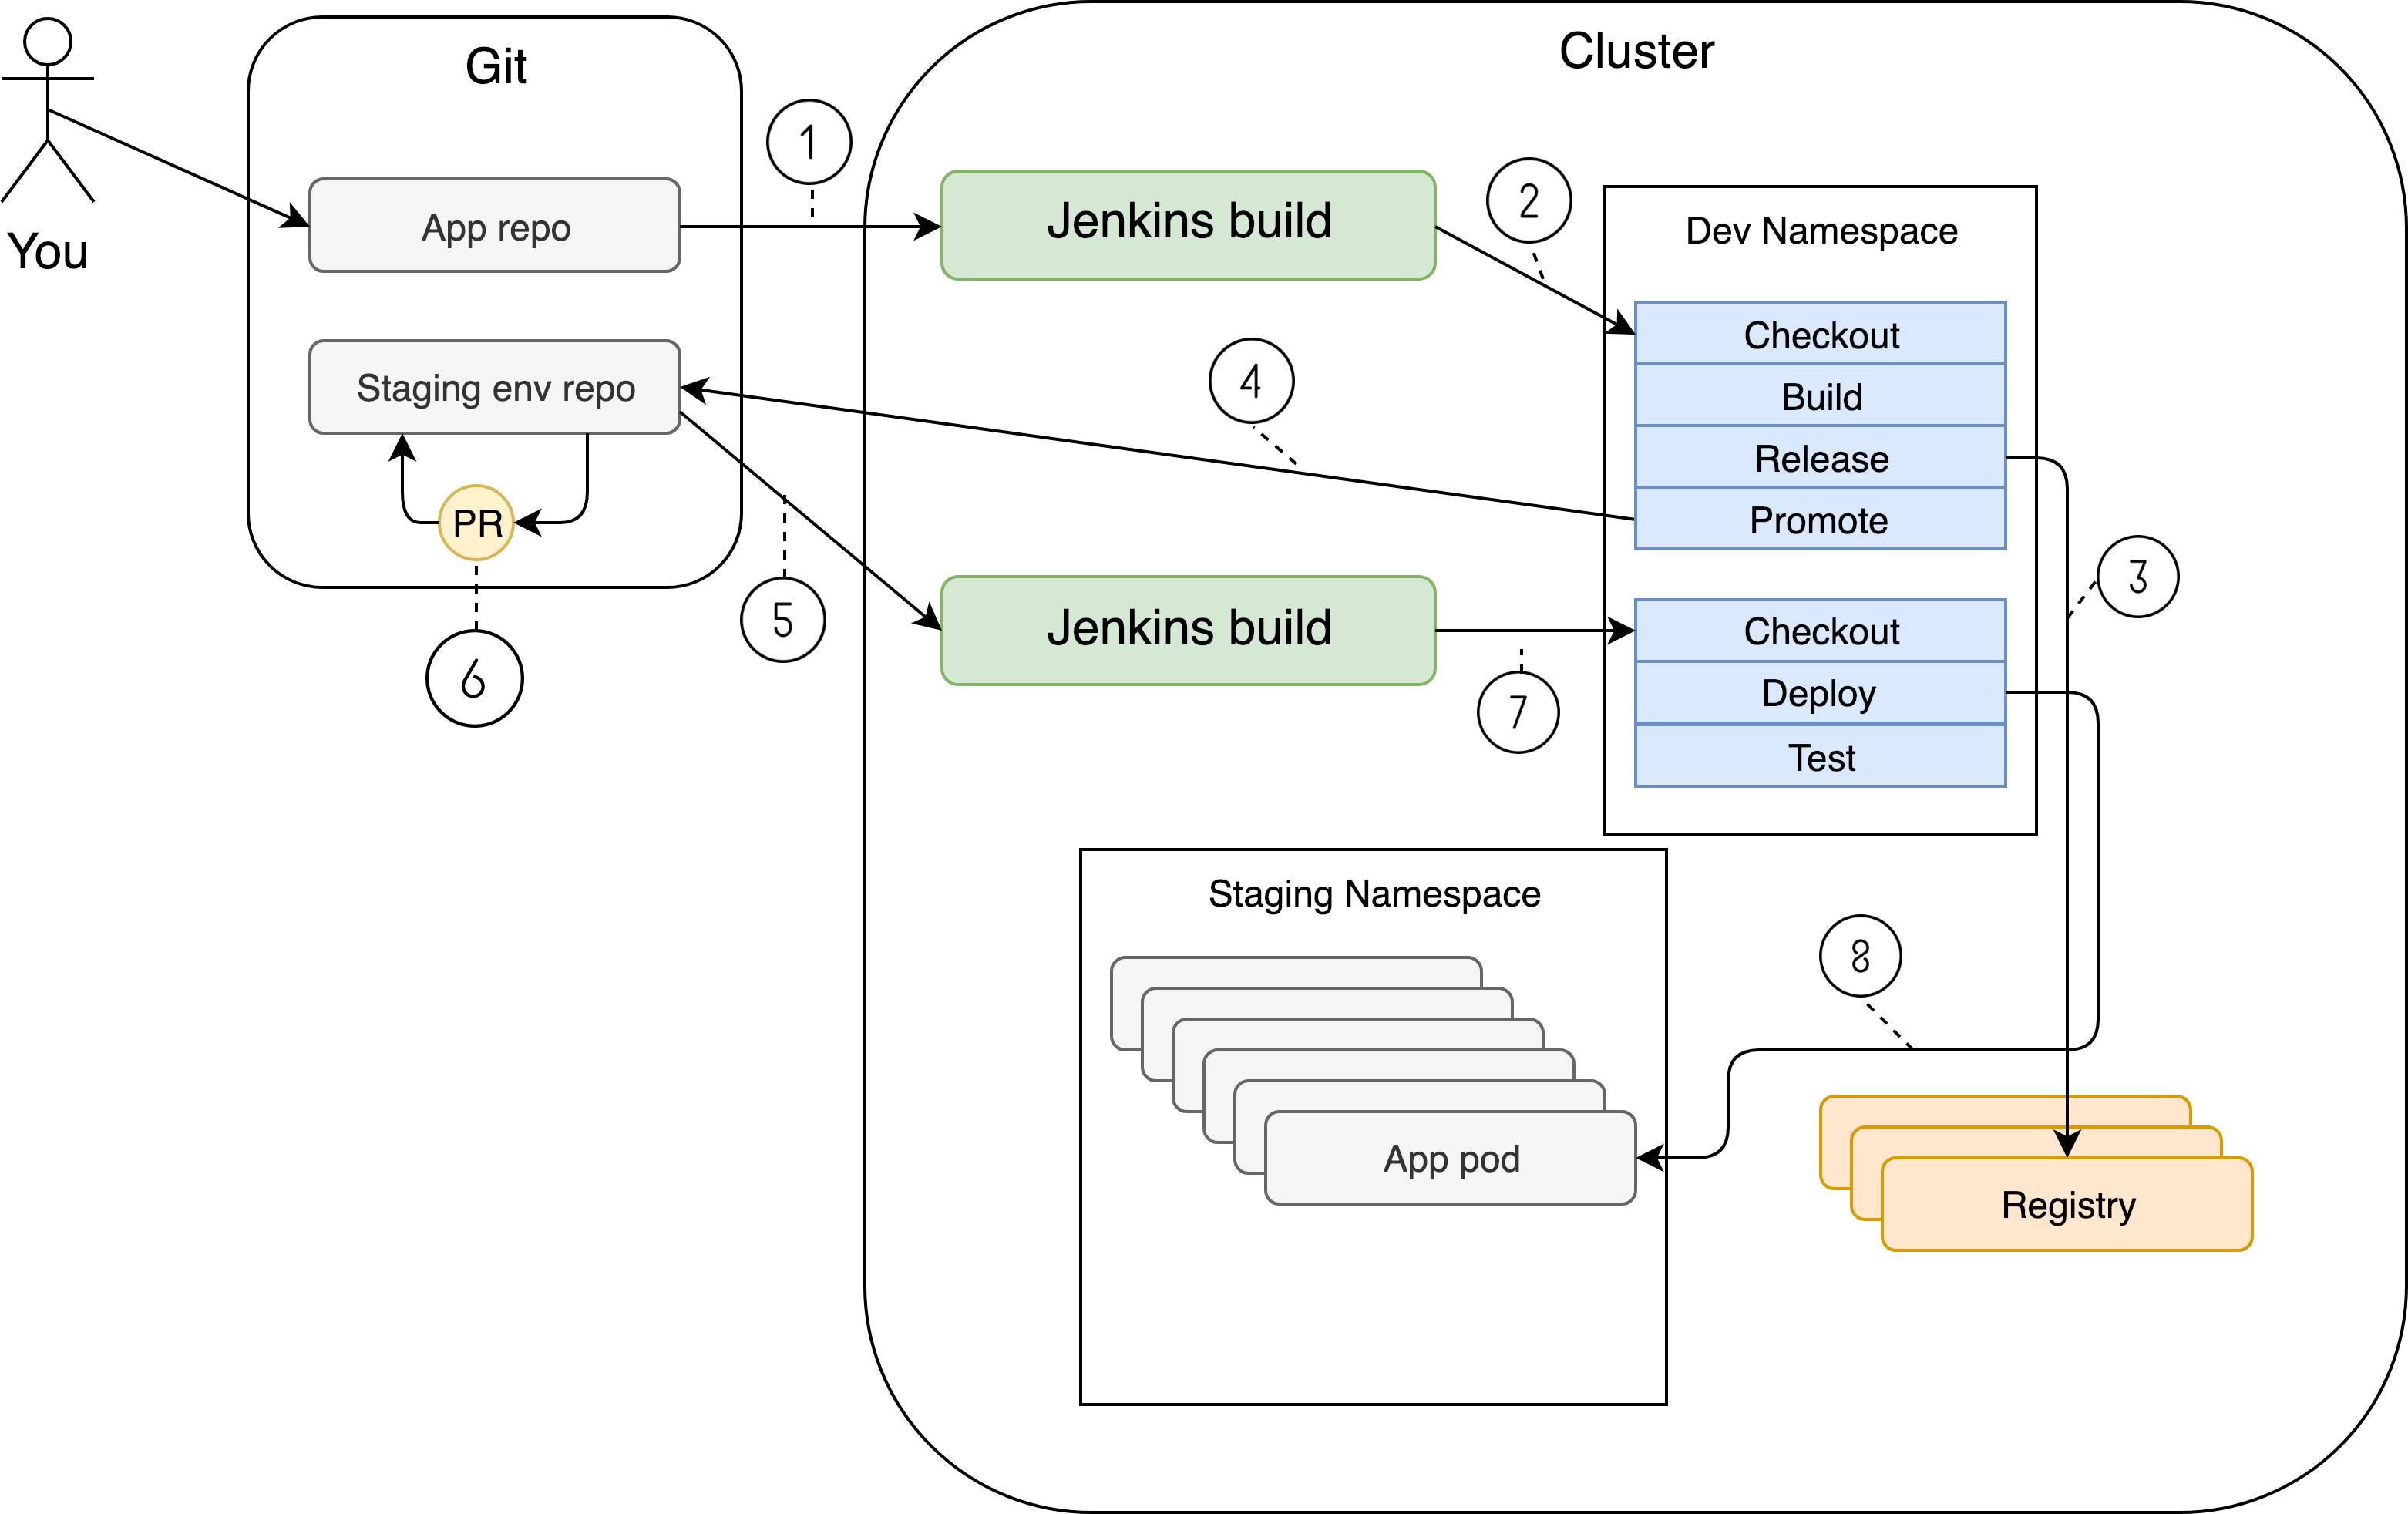 You
Git
App repo
Staging env repo
PR
6
1
5
Cluster
Jenkins build
2
4
Jenkins build
7
Dev Namespace
Checkout
Build
Release
Promote
Checkout
Deploy
Test
3
Staging Namespace
App pod
8
Registry